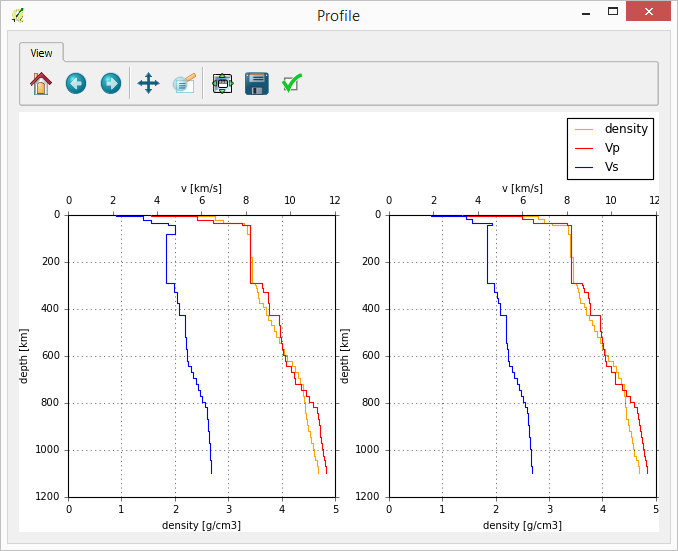 Profile
View
density
Vp
Vs
v [km/s]
0 2 4 6 8 10 12
0
200
400
600
800
1000
1200
depth [km]
0 1 2 3 4 5
density [g/cm3]
v [km/s]
0 2 4 6 8 10 12
0
200
400
600
800
1000
1200
depth [km]
0 1 2 3 4 5
density [g/cm3]